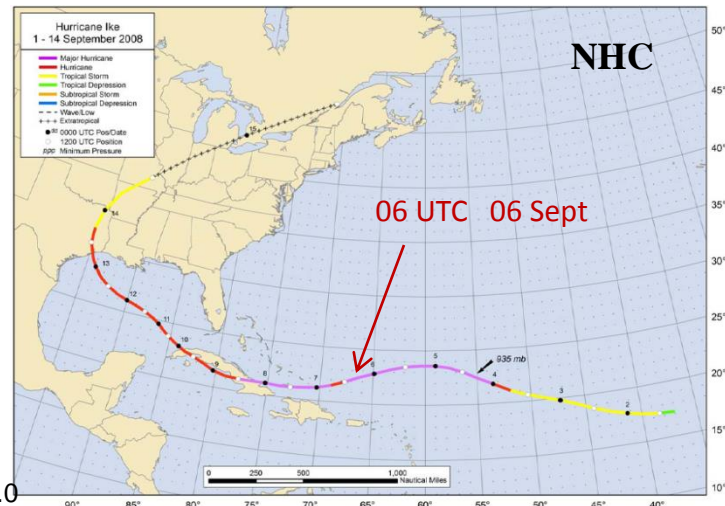 Hurricane Ike
1 - 14 September 2008
Major Hurricane
Hurricane
Tropical Storm
Tropical Depression
Subtropical Storm
Subtropical Depression
Wave/Low
Extratropical
0000 UTC Pos/Date
1200 UTC Position
ppp Minimum Pressure
NHC
50°
45°
40°
35°
30°
25°
20°
15°
10°
06 UTC 06 Sept
15
14
13
12
11
10
9
8
7
6
5
935 mb
4
3
2
0 250 500 1,000
Nautical Miles
.0
90° 85° 80° 75° 70° 65° 60° 55° 50° 45° 40° 35°